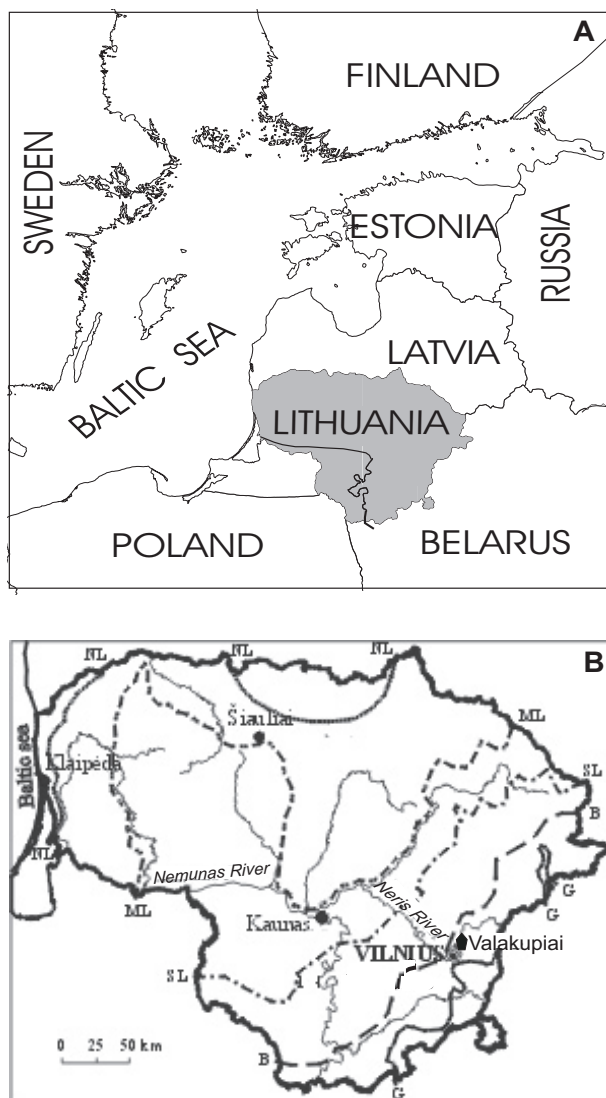 A
FINLAND
SWEDEN
ESTONIA
RUSSIA
LATVIA
BALTIC SEA
LITHUANIA
POLAND
BELARUS
B
NL
NL
NL
ML
Šiauliai
Baltic sea
Klaipėda
SL
B
NL
Nemunas River
Neris River
G
G
ML
Kaunas
VILNIUS
Valakupiai
SL
0 25 50 km
B
G